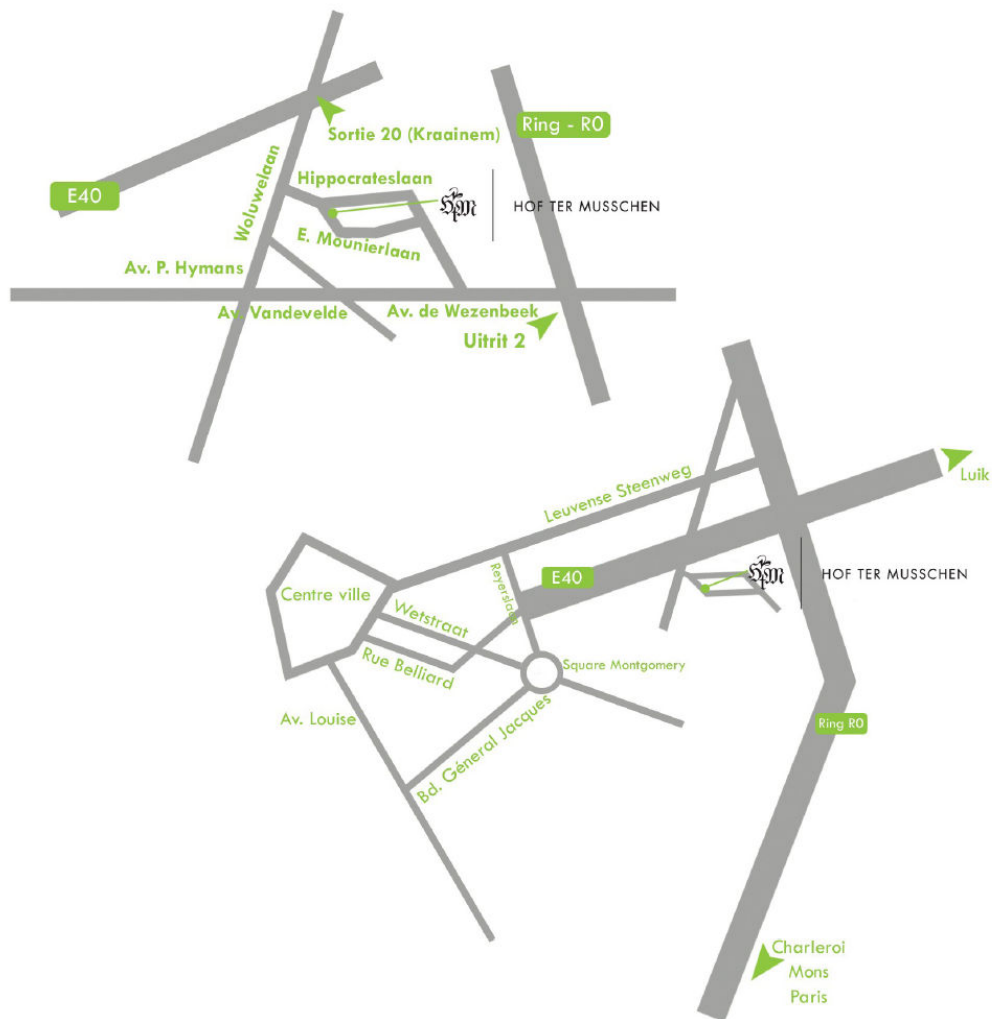 Sortie 20 (Kraainem)
Ring - R0
E40
Woluwelaan
Hippocrateslaan
HOF TER MUSSCHEN
E. Mounierlaan
Av. P. Hymans
Av. Vandevelde
Av. de Wezenbeek
Uitrit 2
Leuvense Steenweg
Luik
Reyerslaan
E40
HOF TER MUSSCHEN
Centre ville
Wetstraat
Rue Belliard
Square Montgomery
Av. Louise
Bd. Géneral Jacques
Ring R0
Charleroi
Mons
Paris